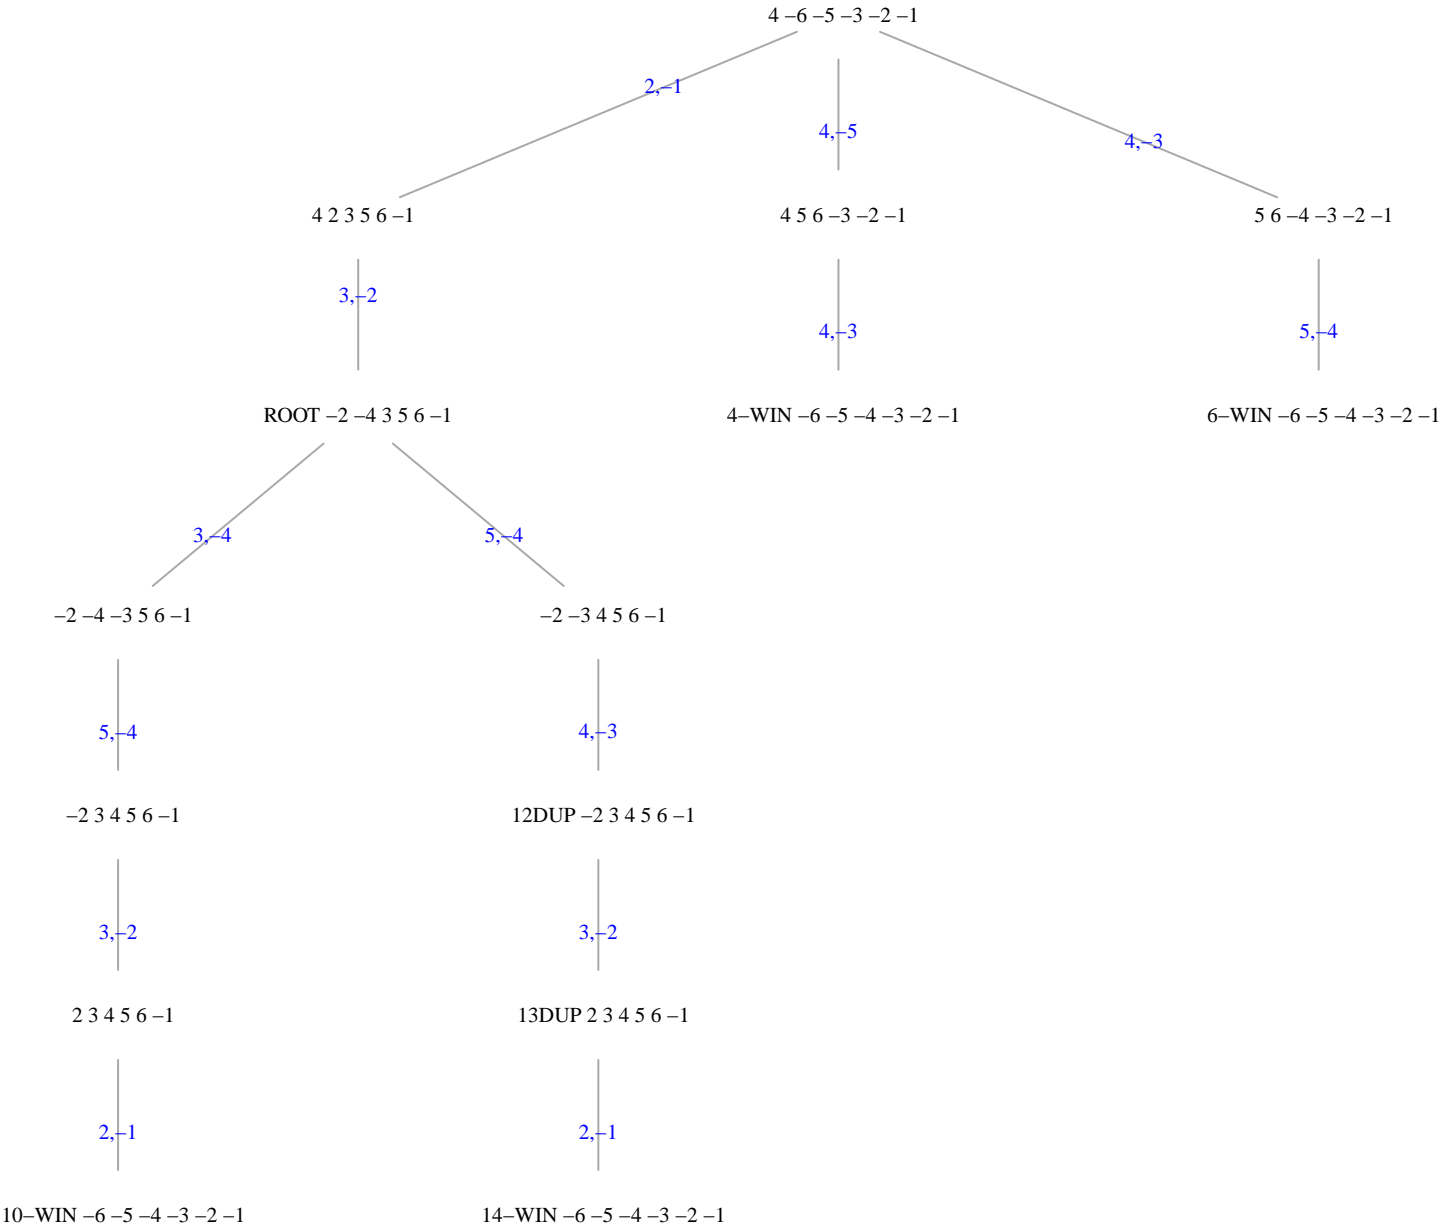 4 –6 –5 –3 –2 –1
2,–1
4,–5
4,–3
4 2 3 5 6 –1
4 5 6 –3 –2 –1
5 6 –4 –3 –2 –1
3,–2
4,–3
5,–4
ROOT –2 –4 3 5 6 –1
4–WIN –6 –5 –4 –3 –2 –1
6–WIN –6 –5 –4 –3 –2 –1
3,–4
5,–4
–2 –4 –3 5 6 –1
–2 –3 4 5 6 –1
5,–4
4,–3
–2 3 4 5 6 –1
12DUP –2 3 4 5 6 –1
3,–2
3,–2
2 3 4 5 6 –1
13DUP 2 3 4 5 6 –1
2,–1
2,–1
10–WIN –6 –5 –4 –3 –2 –1
14–WIN –6 –5 –4 –3 –2 –1